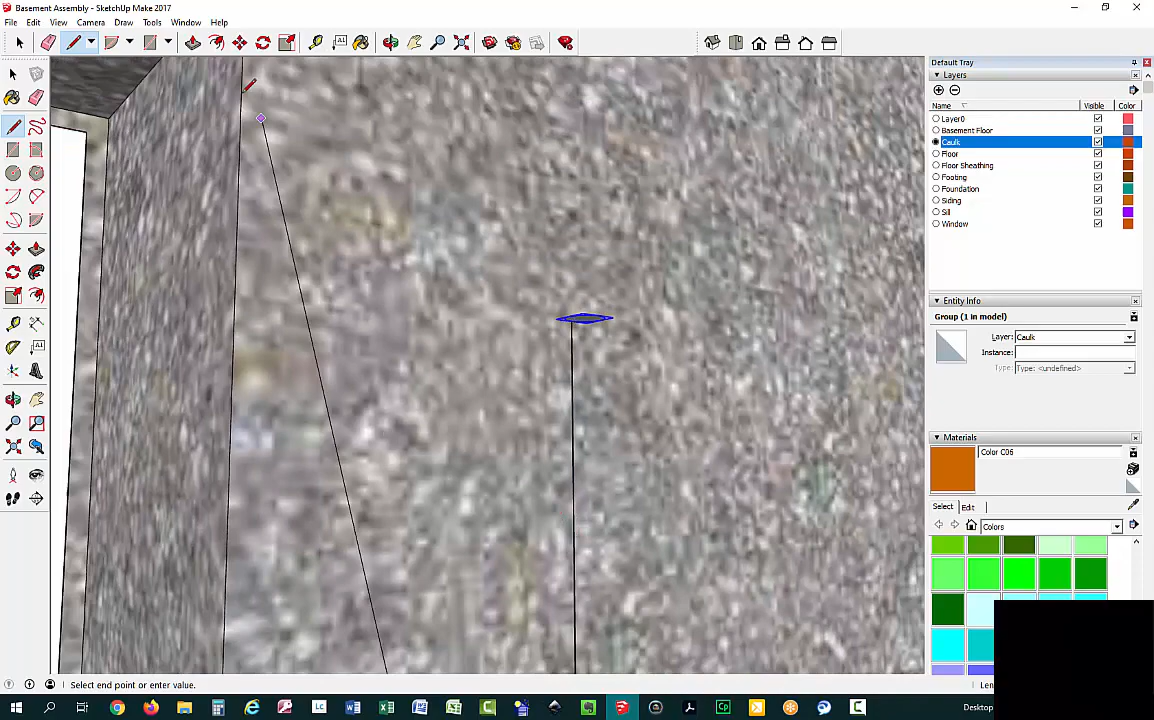 Basement Assembly - SketchUp Make 2017
File Edit View Camera Draw Tools Window Help
Default Tray
Layers
Name Visible Color
Layer0
Basement Floor
Caulk
Floor
Floor Sheathing
Footing
Foundation
Siding
Sill
Window
Entity Info
Group (1 in model)
Layer: Caulk
Instance:
Type: Type: <undefined>
Materials
Color C06
Select Edit
Colors
Select end point or enter value.
Len
Desktop